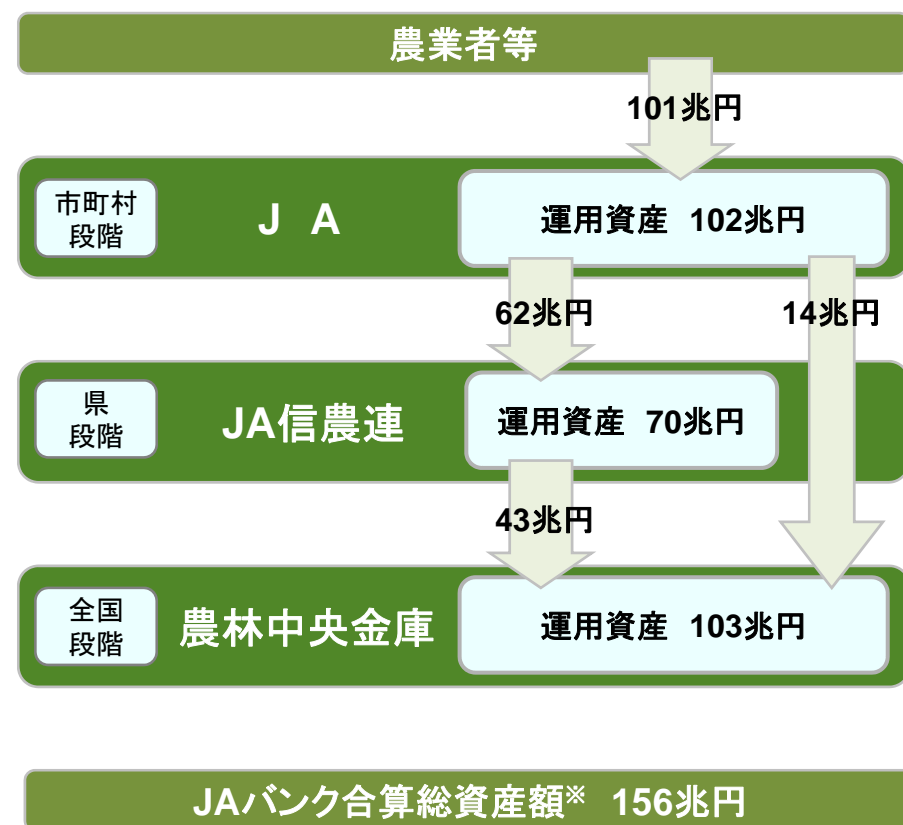 農業者等
101兆円
市町村
段階
J A
運用資産 102兆円
62兆円
14兆円
県
段階
JA信農連
運用資産 70兆円
43兆円
全国
段階
農林中央金庫
運用資産 103兆円
JAバンク合算総資産額※ 156兆円